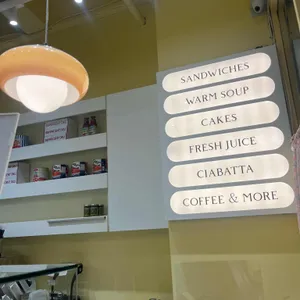 SANDWICHES
WARM SOUP
CAKES
FRESH JUICE
CIABATTA
COFFEE & MORE